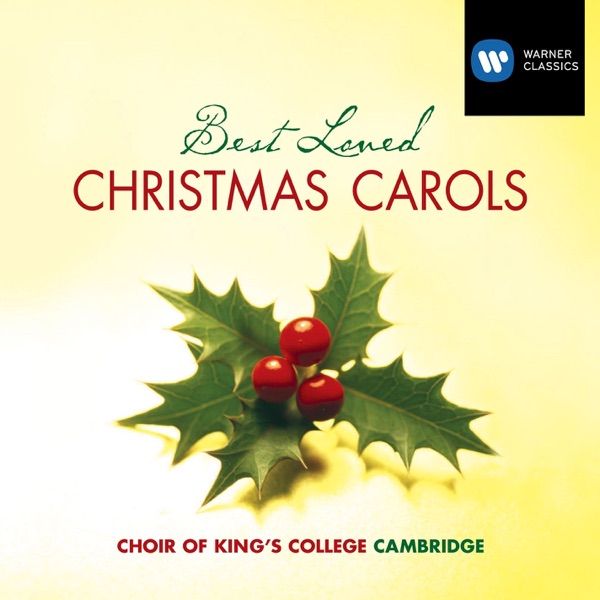 WARNER
CLASSICS
Best Loved
CHRISTMAS CAROLS
CHOIR OF KING'S COLLEGE CAMBRIDGE